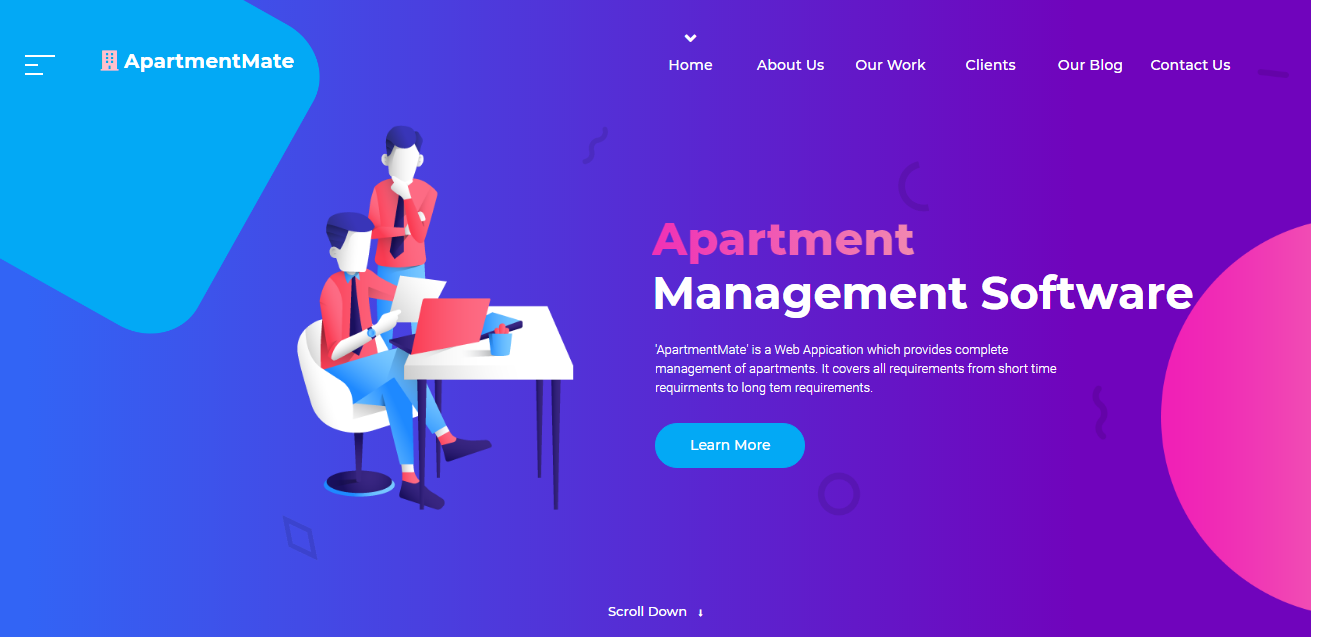 ApartmentMate
Home About Us Our Work Clients Our Blog Contact Us
Apartment
Management Software
'ApartmentMate' is a Web Appication which provides complete
management of apartments. It covers all requirements from short time
requirments to long tem requirements.
Learn More
Scroll Down ↓